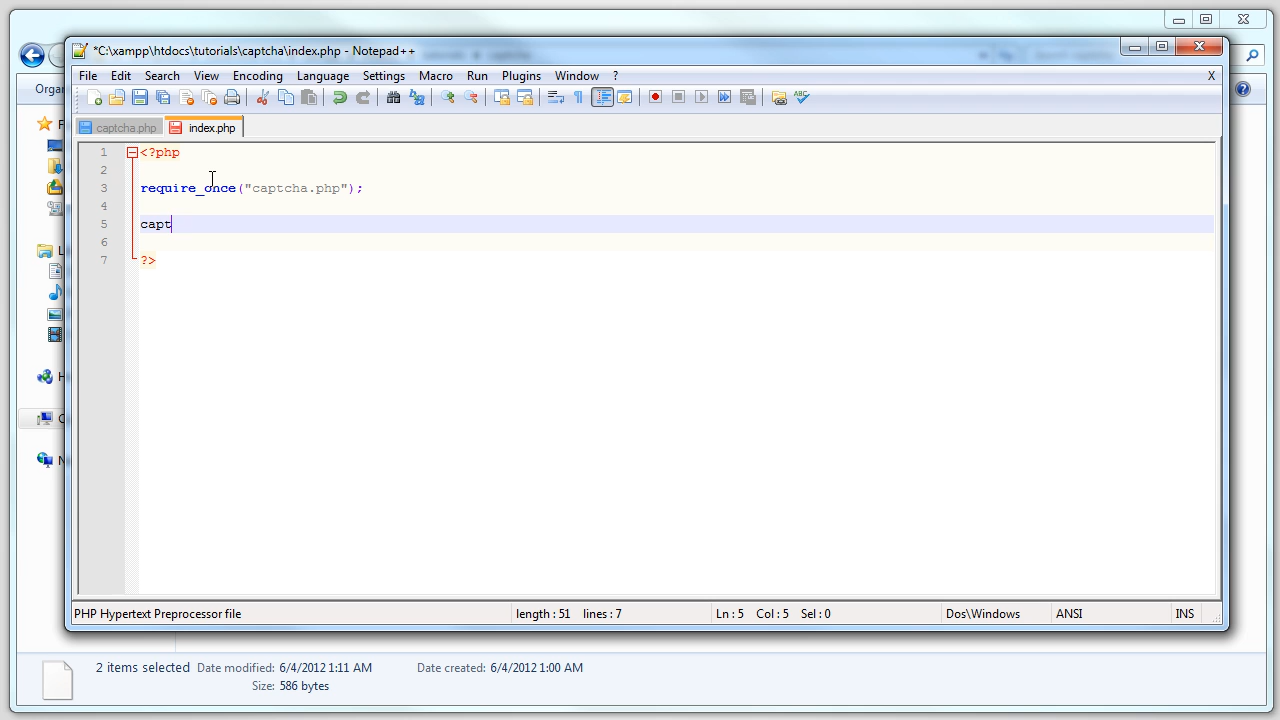 *C:\xampp\htdocs\tutorials\captcha\index.php - Notepad++
File Edit Search View Encoding Language Settings Macro Run Plugins Window ? X
Organ
captcha.php index.php
1 <?php
2
3 require_once("captcha.php");
4
5 capt
6
7 ?>
PHP Hypertext Preprocessor file length : 51 lines : 7 Ln : 5 Col : 5 Sel : 0 Dos\Windows ANSI INS
2 items selected Date modified: 6/4/2012 1:11 AM Date created: 6/4/2012 1:00 AM
Size: 586 bytes